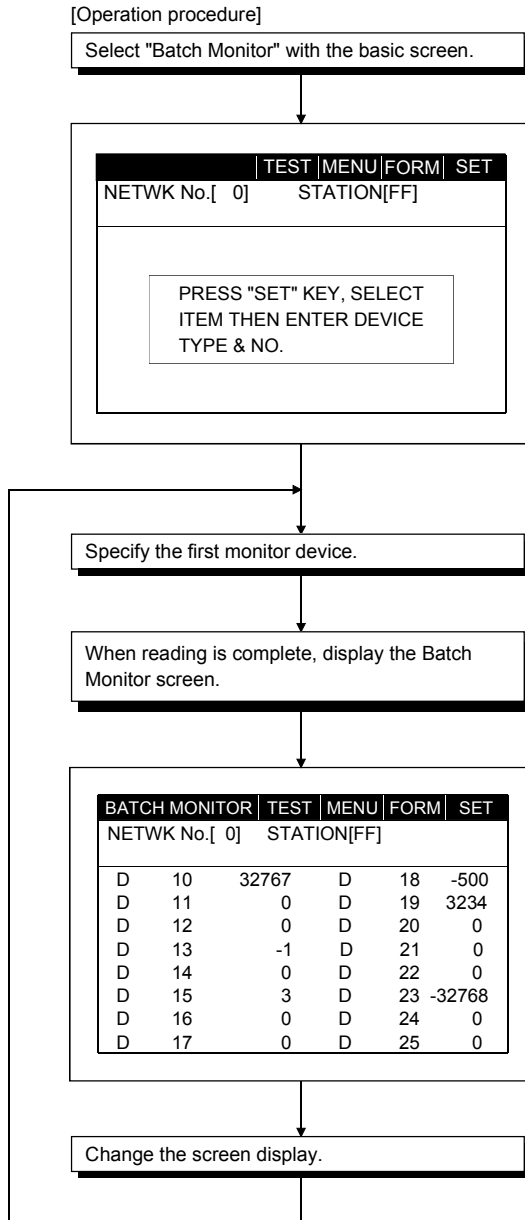 [Operation procedure]
Select "Batch Monitor" with the basic screen.
TEST MENU FORM SET
NETWK No.[ 0] STATION[FF]
PRESS "SET" KEY, SELECT
ITEM THEN ENTER DEVICE
TYPE & NO.
Specify the first monitor device.
When reading is complete, display the Batch
Monitor screen.
BATCH MONITOR TEST MENU FORM SET
NETWK No.[ 0] STATION[FF]
D 10 32767 D 18 -500
D 11 0 D 19 3234
D 12 0 D 20 0
D 13 -1 D 21 0
D 14 0 D 22 0
D 15 3 D 23 -32768
D 16 0 D 24 0
D 17 0 D 25 0
Change the screen display.